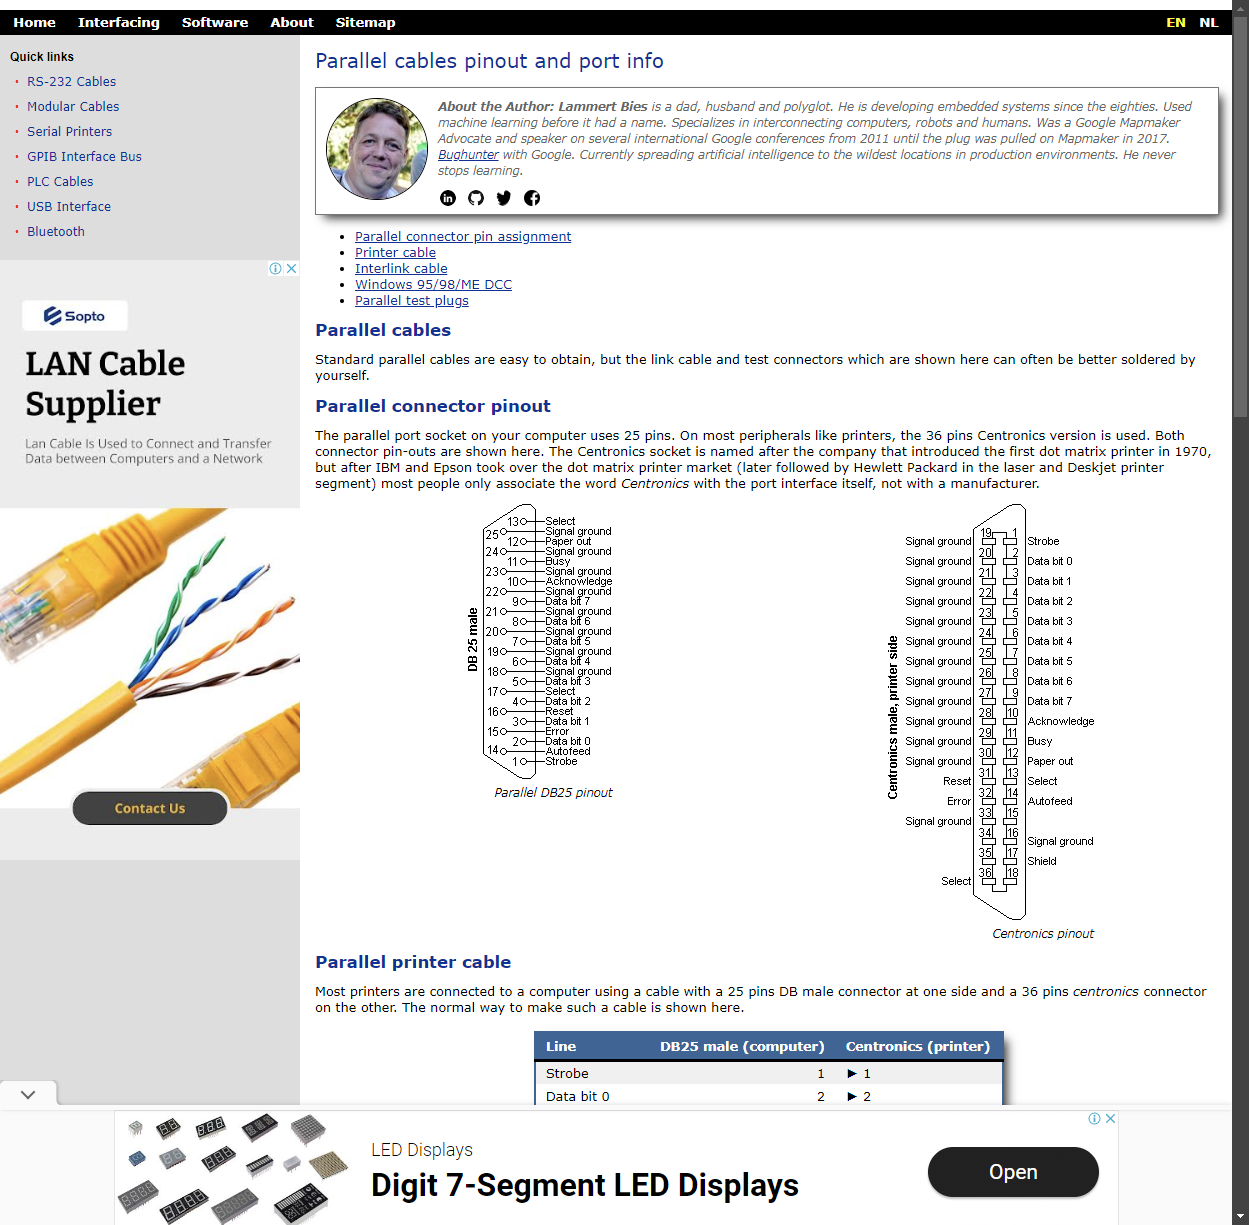 Home Interfacing Software About Sitemap EN NL
Quick links
RS-232 Cables
Modular Cables
Serial Printers
GPIB Interface Bus
PLC Cables
USB Interface
Bluetooth
Sopto
LAN Cable
Supplier
Lan Cable Is Used to Connect and Transfer
Data between Computers and a Network
Contact Us
Parallel cables pinout and port info
About the Author: Lammert Bies is a dad, husband and polyglot. He is developing embedded systems since the eighties. Used
machine learning before it had a name. Specializes in interconnecting computers, robots and humans. Was a Google Mapmaker
Advocate and speaker on several international Google conferences from 2011 until the plug was pulled on Mapmaker in 2017.
Bughunter with Google. Currently spreading artificial intelligence to the wildest locations in production environments. He never
stops learning.
• Parallel connector pin assignment
• Printer cable
• Interlink cable
• Windows 95/98/ME DCC
• Parallel test plugs
Parallel cables
Standard parallel cables are easy to obtain, but the link cable and test connectors which are shown here can often be better soldered by
yourself.
Parallel connector pinout
The parallel port socket on your computer uses 25 pins. On most peripherals like printers, the 36 pins Centronics version is used. Both
connector pin-outs are shown here. The Centronics socket is named after the company that introduced the first dot matrix printer in 1970,
but after IBM and Epson took over the dot matrix printer market (later followed by Hewlett Packard in the laser and Deskjet printer
segment) most people only associate the word Centronics with the port interface itself, not with a manufacturer.
DB 25 male
13 Select
25 Signal ground
12 Paper out
24 Signal ground
11 Busy
23 Signal ground
10 Acknowledge
22 Signal ground
9 Data bit 7
21 Signal ground
8 Data bit 6
20 Signal ground
7 Data bit 5
19 Signal ground
6 Data bit 4
18 Signal ground
5 Data bit 3
17 Select
4 Data bit 2
16 Reset
3 Data bit 1
15 Error
2 Data bit 0
14 Autofeed
1 Strobe
Parallel DB25 pinout
Centronics male, printer side
Signal ground 19 1 Strobe
Signal ground 20 2 Data bit 0
Signal ground 21 3 Data bit 1
Signal ground 22 4 Data bit 2
Signal ground 23 5 Data bit 3
Signal ground 24 6 Data bit 4
Signal ground 25 7 Data bit 5
Signal ground 26 8 Data bit 6
Signal ground 27 9 Data bit 7
Signal ground 28 10 Acknowledge
Signal ground 29 11 Busy
Signal ground 30 12 Paper out
Reset 31 13 Select
Error 32 14 Autofeed
Signal ground 33 15
34 16 Signal ground
35 17 Shield
Select 36 18
Centronics pinout
Parallel printer cable
Most printers are connected to a computer using a cable with a 25 pins DB male connector at one side and a 36 pins centronics connector
on the other. The normal way to make such a cable is shown here.
Line DB25 male (computer) Centronics (printer)
Strobe 1 ► 1
Data bit 0 2 ► 2
LED Displays
Digit 7-Segment LED Displays
Open